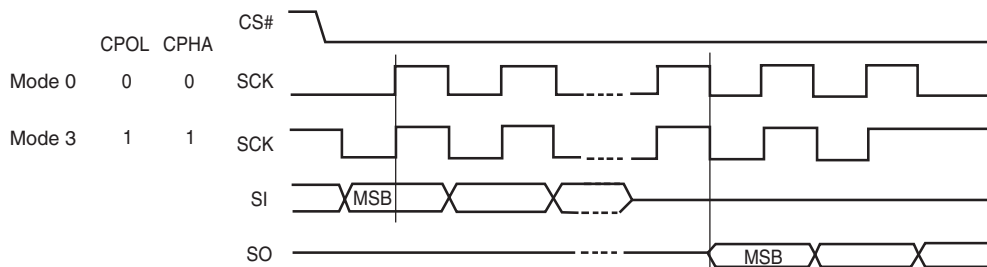 CS#
CPOL CPHA
Mode 0 0 0 SCK
Mode 3 1 1 SCK
SI MSB
SO MSB